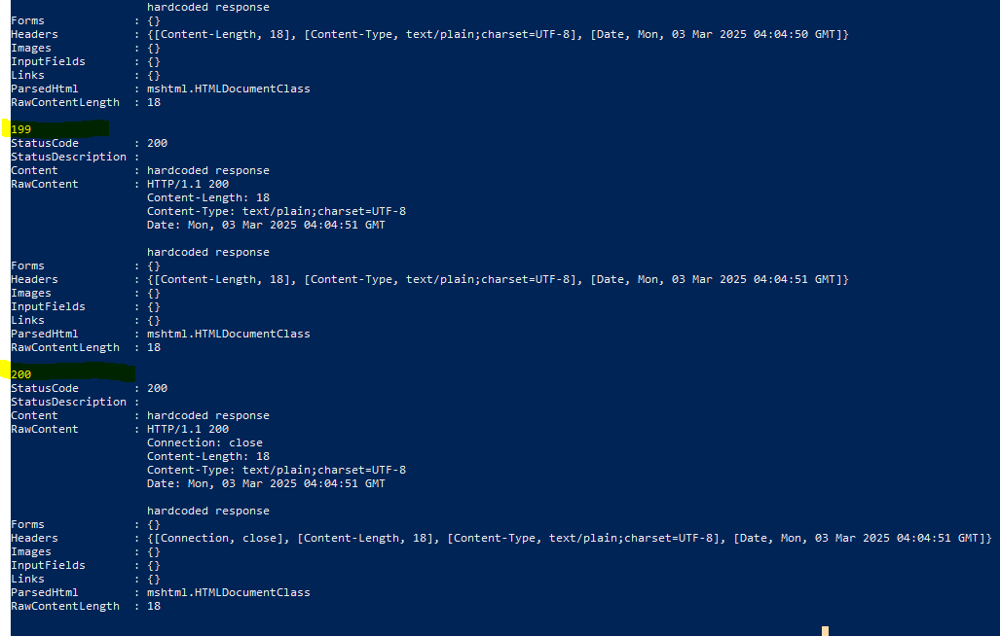 hardcoded response
Forms : {}
Headers : {[Content-Length, 18], [Content-Type, text/plain;charset=UTF-8], [Date, Mon, 03 Mar 2025 04:04:50 GMT]}
Images : {}
InputFields : {}
Links : {}
ParsedHtml : mshtml.HTMLDocumentClass
RawContentLength : 18
199
StatusCode : 200
StatusDescription :
Content : hardcoded response
RawContent : HTTP/1.1 200
Content-Length: 18
Content-Type: text/plain;charset=UTF-8
Date: Mon, 03 Mar 2025 04:04:51 GMT
hardcoded response
Forms : {}
Headers : {[Content-Length, 18], [Content-Type, text/plain;charset=UTF-8], [Date, Mon, 03 Mar 2025 04:04:51 GMT]}
Images : {}
InputFields : {}
Links : {}
ParsedHtml : mshtml.HTMLDocumentClass
RawContentLength : 18
200
StatusCode : 200
StatusDescription :
Content : hardcoded response
RawContent : HTTP/1.1 200
Connection: close
Content-Length: 18
Content-Type: text/plain;charset=UTF-8
Date: Mon, 03 Mar 2025 04:04:51 GMT
hardcoded response
Forms : {}
Headers : {[Connection, close], [Content-Length, 18], [Content-Type, text/plain;charset=UTF-8], [Date, Mon, 03 Mar 2025 04:04:51 GMT]}
Images : {}
InputFields : {}
Links : {}
ParsedHtml : mshtml.HTMLDocumentClass
RawContentLength : 18